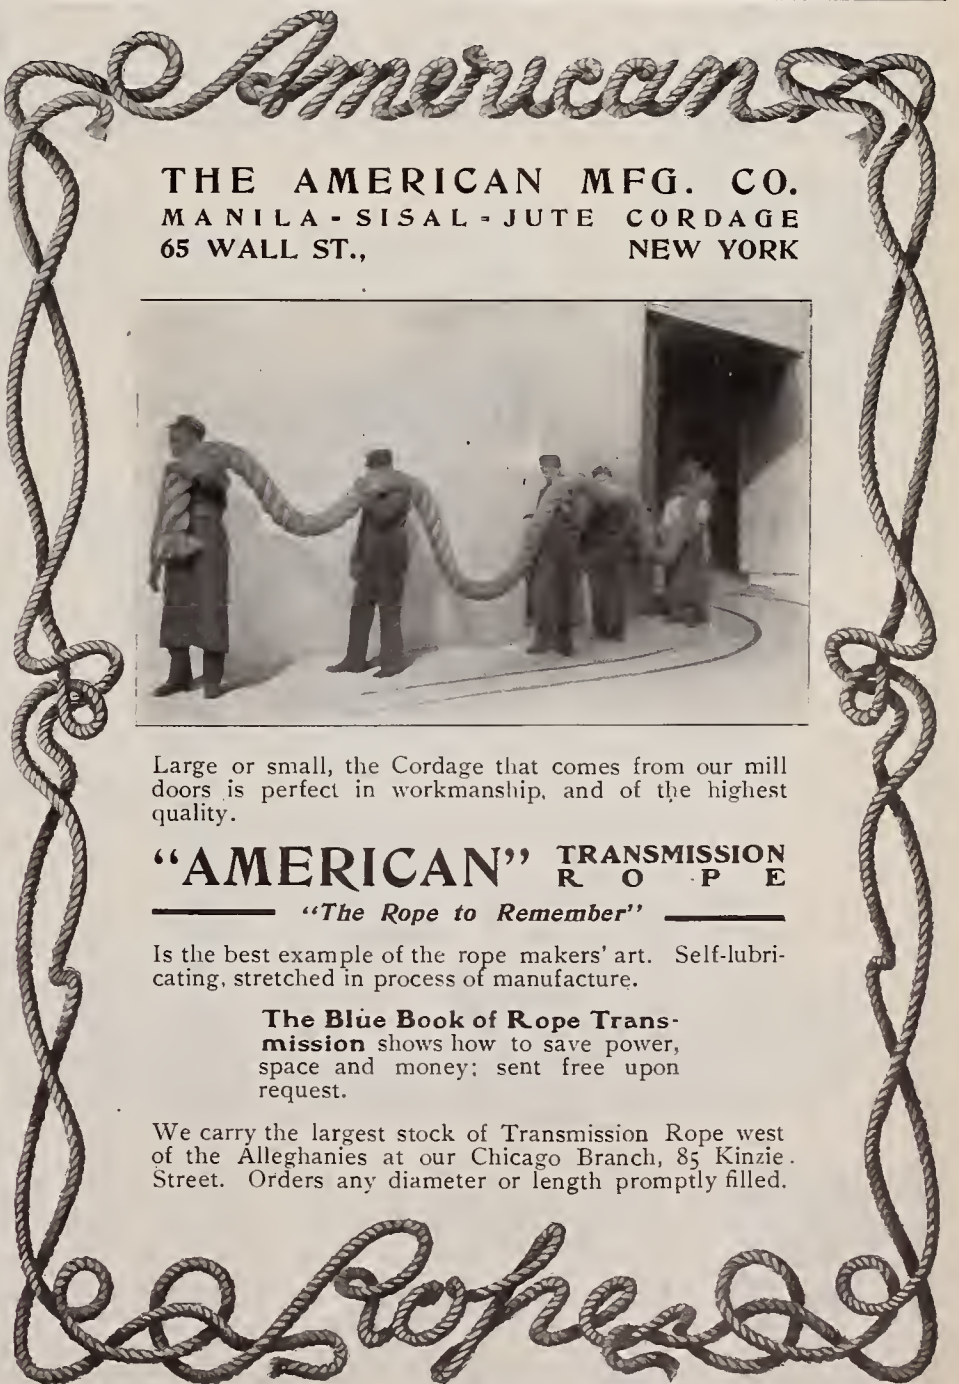 American
THE AMERICAN MFG. CO.
MANILA - SISAL - JUTE CORDAGE
65 WALL ST., NEW YORK
Large or small, the Cordage that comes from our mill
doors is perfect in workmanship, and of the highest
quality.
"AMERICAN" TRANSMISSION
ROPE
"The Rope to Remember"
Is the best example of the rope makers' art. Self-lubri-
cating, stretched in process of manufacture.
The Blue Book of Rope Trans-
mission shows how to save power,
space and money; sent free upon
request.
We carry the largest stock of Transmission Rope west
of the Alleghanies at our Chicago Branch, 85 Kinzie
Street. Orders any diameter or length promptly filled.
Rope